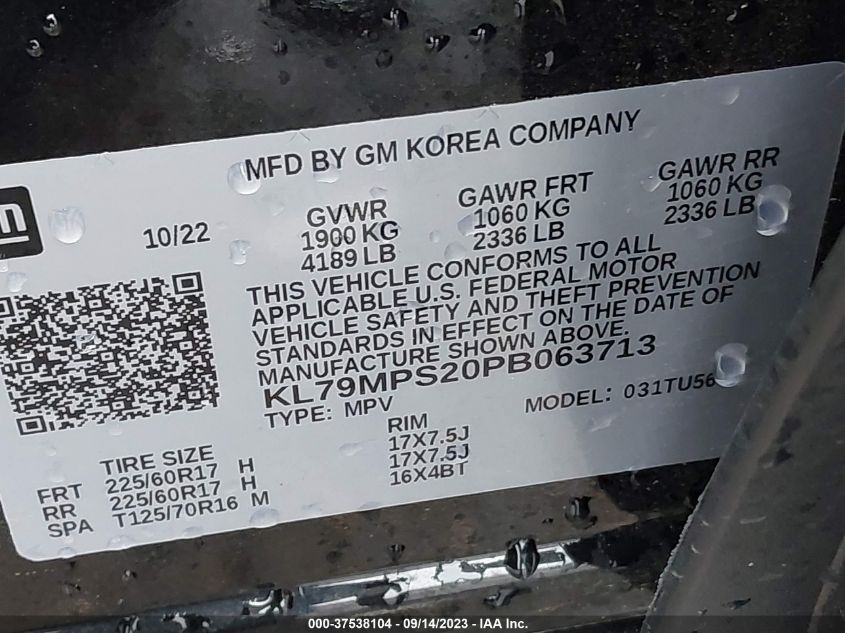 MFD BY GM KOREA COMPANY
10/22
GVWR
1900 KG
4189 LB
GAWR FRT
1060 KG
2336 LB
GAWR RR
1060 KG
2336 LB
THIS VEHICLE CONFORMS TO ALL
APPLICABLE U.S. FEDERAL MOTOR
VEHICLE SAFETY AND THEFT PREVENTION
STANDARDS IN EFFECT ON THE DATE OF
MANUFACTURE SHOWN ABOVE.
KL79MPS20PB063713
TYPE: MPV
MODEL: 031TU56
TIRE SIZE
RIM
FRT 225/60R17 H 17X7.5J
RR 225/60R17 H 17X7.5J
SPA T125/70R16 M 16X4BT
000-37538104 - 09/14/2023 - IAA Inc.